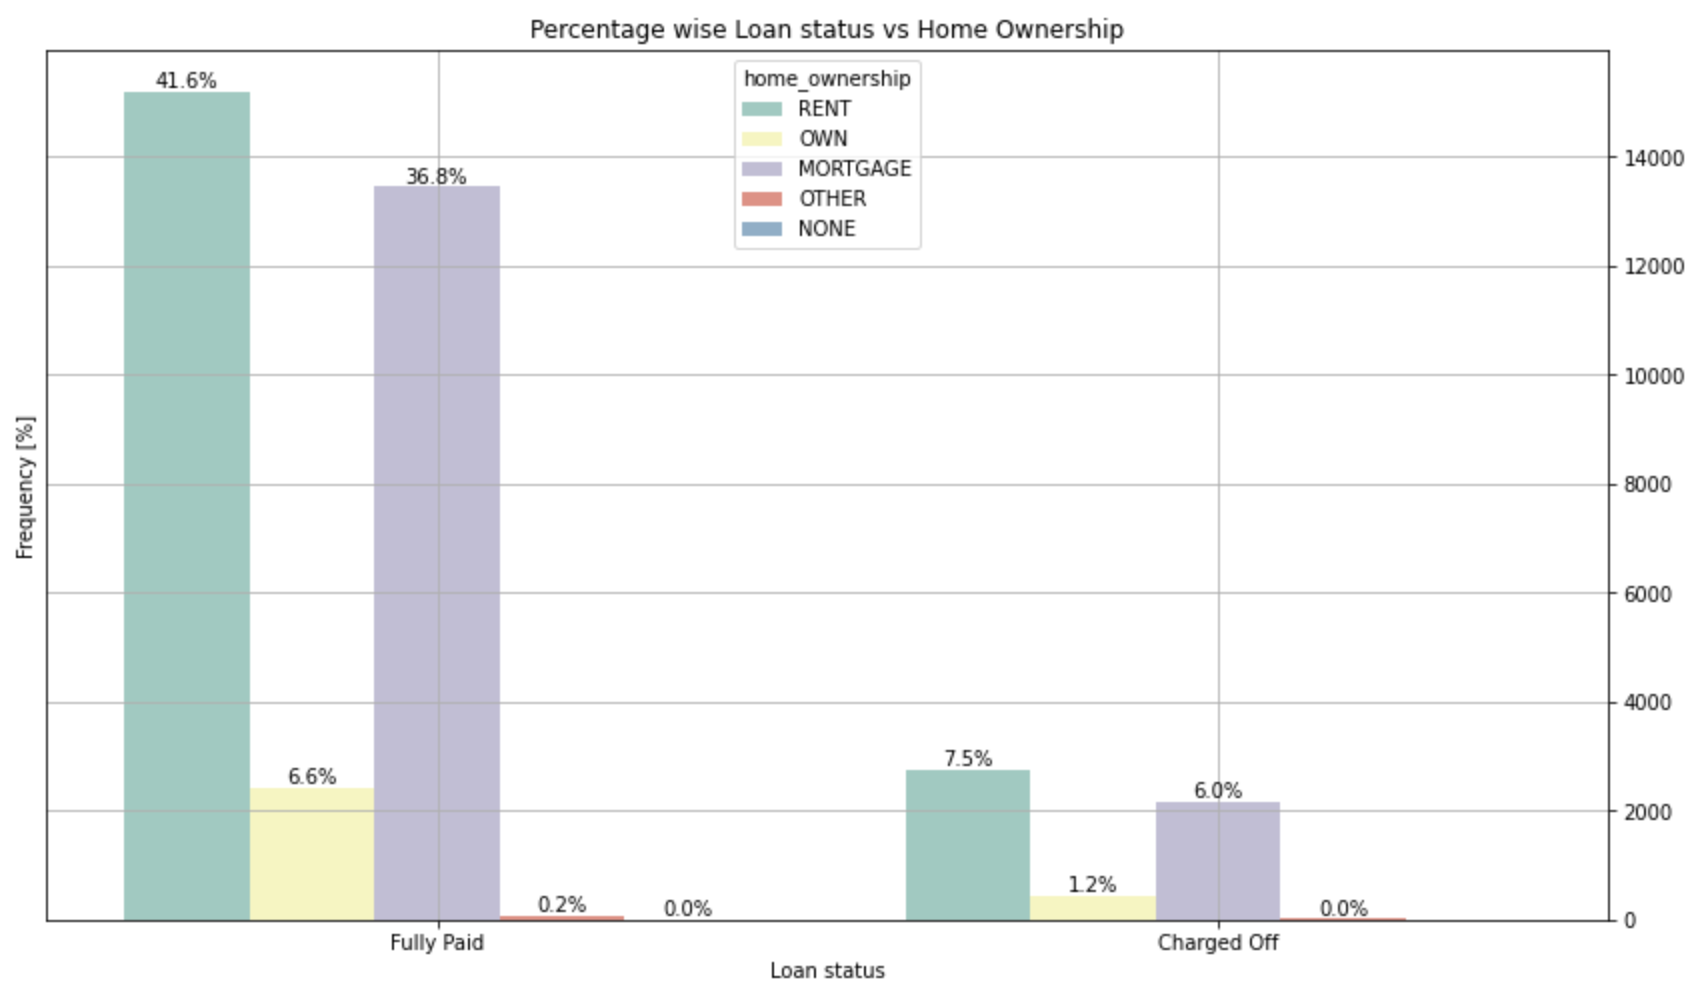 Percentage wise Loan status vs Home Ownership
41.6%
home_ownership
RENT
OWN
MORTGAGE
OTHER
NONE
36.8%
14000
12000
10000
8000
6000
4000
2000
0
Frequency [%]
7.5%
6.6%
6.0%
1.2%
0.2%
0.0%
0.0%
Fully Paid
Charged Off
Loan status